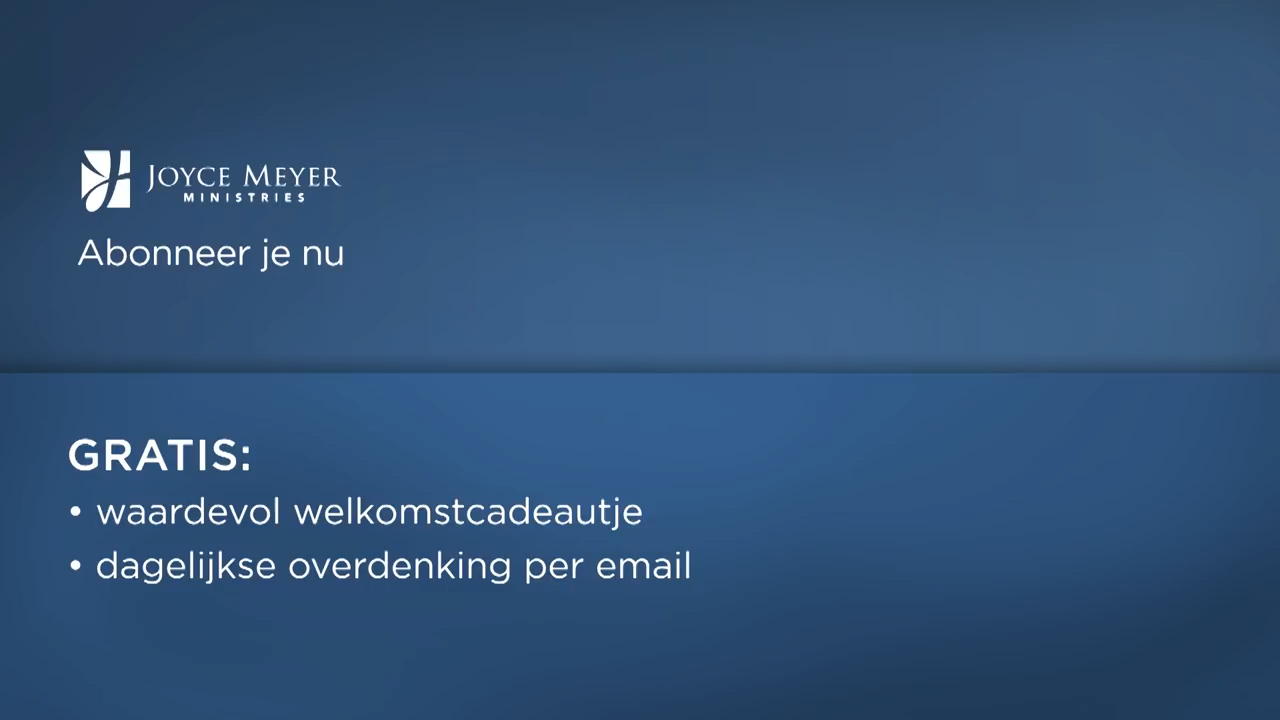 JOYCE MEYER
MINISTRIES
Abonneer je nu
GRATIS:
• waardevol welkomstcadeautje
• dagelijkse overdenking per email